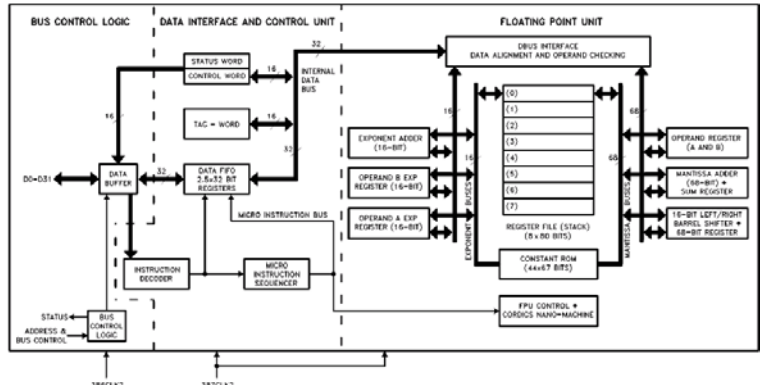 BUS CONTROL LOGIC
DATA INTERFACE AND CONTROL UNIT
FLOATING POINT UNIT
STATUS WORD
CONTROL WORD
16
32
INTERNAL
DATA
BUS
DBUS INTERFACE
DATA ALIGNMENT AND OPERAND CHECKING
16
TAG - WORD
16
32
D0-D31
DATA
BUFFER
32
DATA FIFO
2.5x32 BIT
REGISTERS
MICRO INSTRUCTION BUS
INSTRUCTION
DECODER
MICRO
INSTRUCTION
SEQUENCER
STATUS
ADDRESS &
BUS CONTROL
BUS
CONTROL
LOGIC
16
68
EXPONENT ADDER
(16-BIT)
OPERAND B EXP
REGISTER (16-BIT)
OPERAND A EXP
REGISTER (16-BIT)
16
EXPONENT BUSES
(0)
(1)
(2)
(3)
(4)
(5)
(6)
(7)
REGISTER FILE (STACK)
(8x80 BITS)
CONSTANT ROM
(44x67 BITS)
68
MANTISSA BUSES
OPERAND REGISTER
(A AND B)
MANTISSA ADDER
(68-BIT) +
SUM REGISTER
16-BIT LEFT/RIGHT
BARREL SHIFTER +
68-BIT REGISTER
FPU CONTROL +
CORDICS NANO-MACHINE